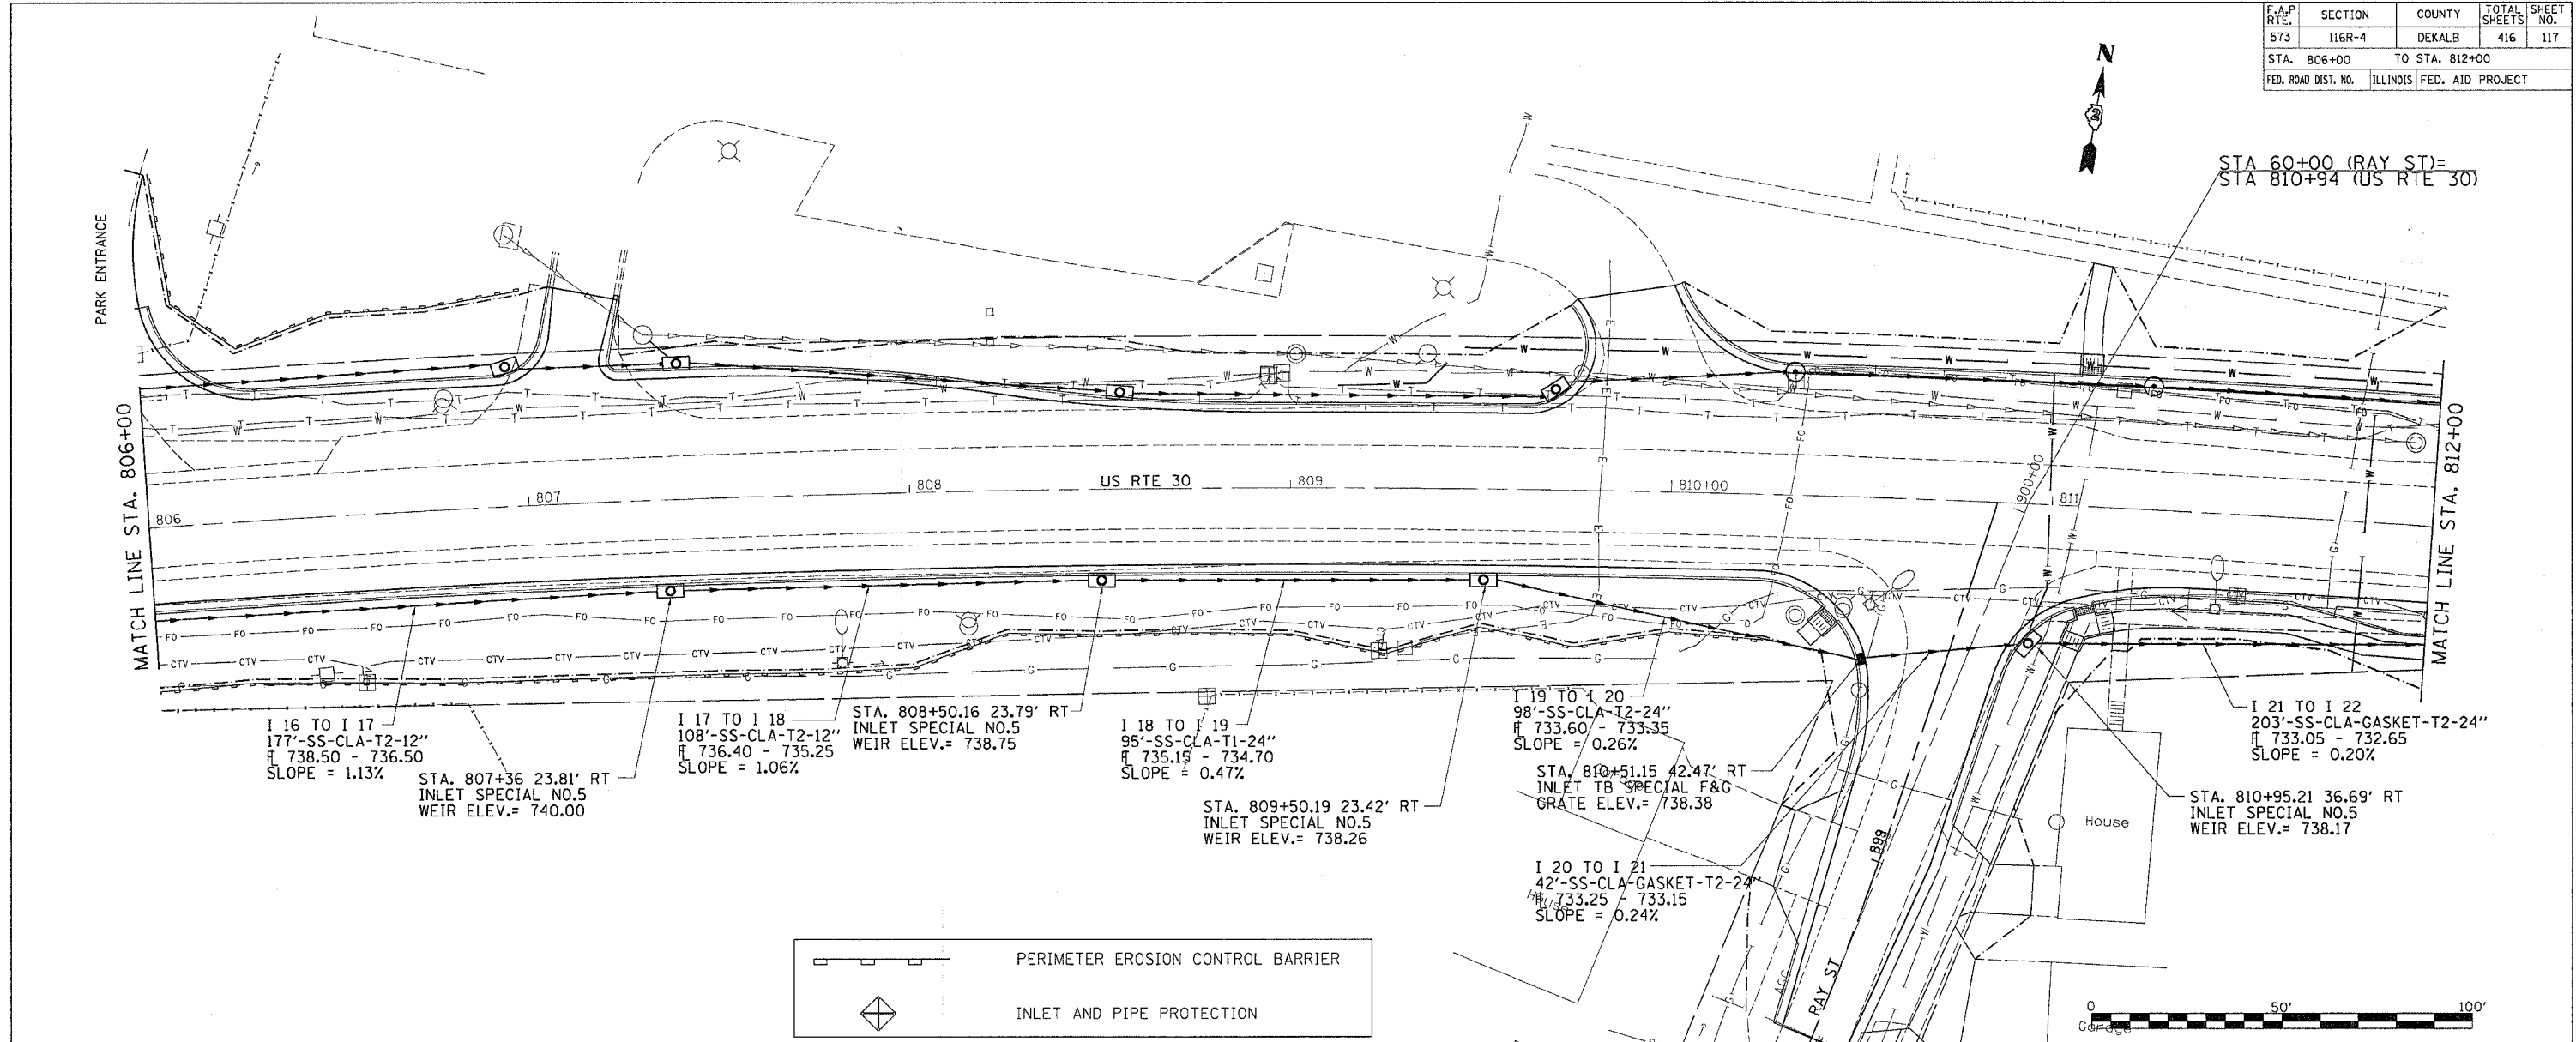 F.A.P. RTE. SECTION COUNTY TOTAL SHEETS SHEET NO.
573 116R-4 DEKALB 416 117
STA. 806+00 TO STA. 812+00
FED. ROAD DIST. NO. ILLINOIS FED. AID PROJECT
N
2
STA 60+00 (RAY ST)=
STA 810+94 (US RTE 30)
PARK ENTRANCE
MATCH LINE STA. 806+00
MATCH LINE STA. 812+00
806
807
808
US RTE 30
809
810+00
900+00
811
899
RAY ST
AGG
I 16 TO I 17
177'-SS-CLA-T2-12"
FL 738.50 - 736.50
SLOPE = 1.13%
STA. 807+36 23.81' RT
INLET SPECIAL NO.5
WEIR ELEV.= 740.00
I 17 TO I 18
108'-SS-CLA-T2-12"
FL 736.40 - 735.25
SLOPE = 1.06%
STA. 808+50.16 23.79' RT
INLET SPECIAL NO.5
WEIR ELEV.= 738.75
I 18 TO I 19
95'-SS-CLA-T1-24"
FL 735.15 - 734.70
SLOPE = 0.47%
STA. 809+50.19 23.42' RT
INLET SPECIAL NO.5
WEIR ELEV.= 738.26
I 19 TO I 20
98'-SS-CLA-T2-24"
FL 733.60 - 733.35
SLOPE = 0.26%
STA. 810+51.15 42.47' RT
INLET TB SPECIAL F&G
GRATE ELEV.= 738.38
I 20 TO I 21
42'-SS-CLA-GASKET-T2-24"
FL 733.25 - 733.15
SLOPE = 0.24%
House
I 21 TO I 22
203'-SS-CLA-GASKET-T2-24"
FL 733.05 - 732.65
SLOPE = 0.20%
STA. 810+95.21 36.69' RT
INLET SPECIAL NO.5
WEIR ELEV.= 738.17
House
PERIMETER EROSION CONTROL BARRIER
INLET AND PIPE PROTECTION
0 50' 100'
Garage